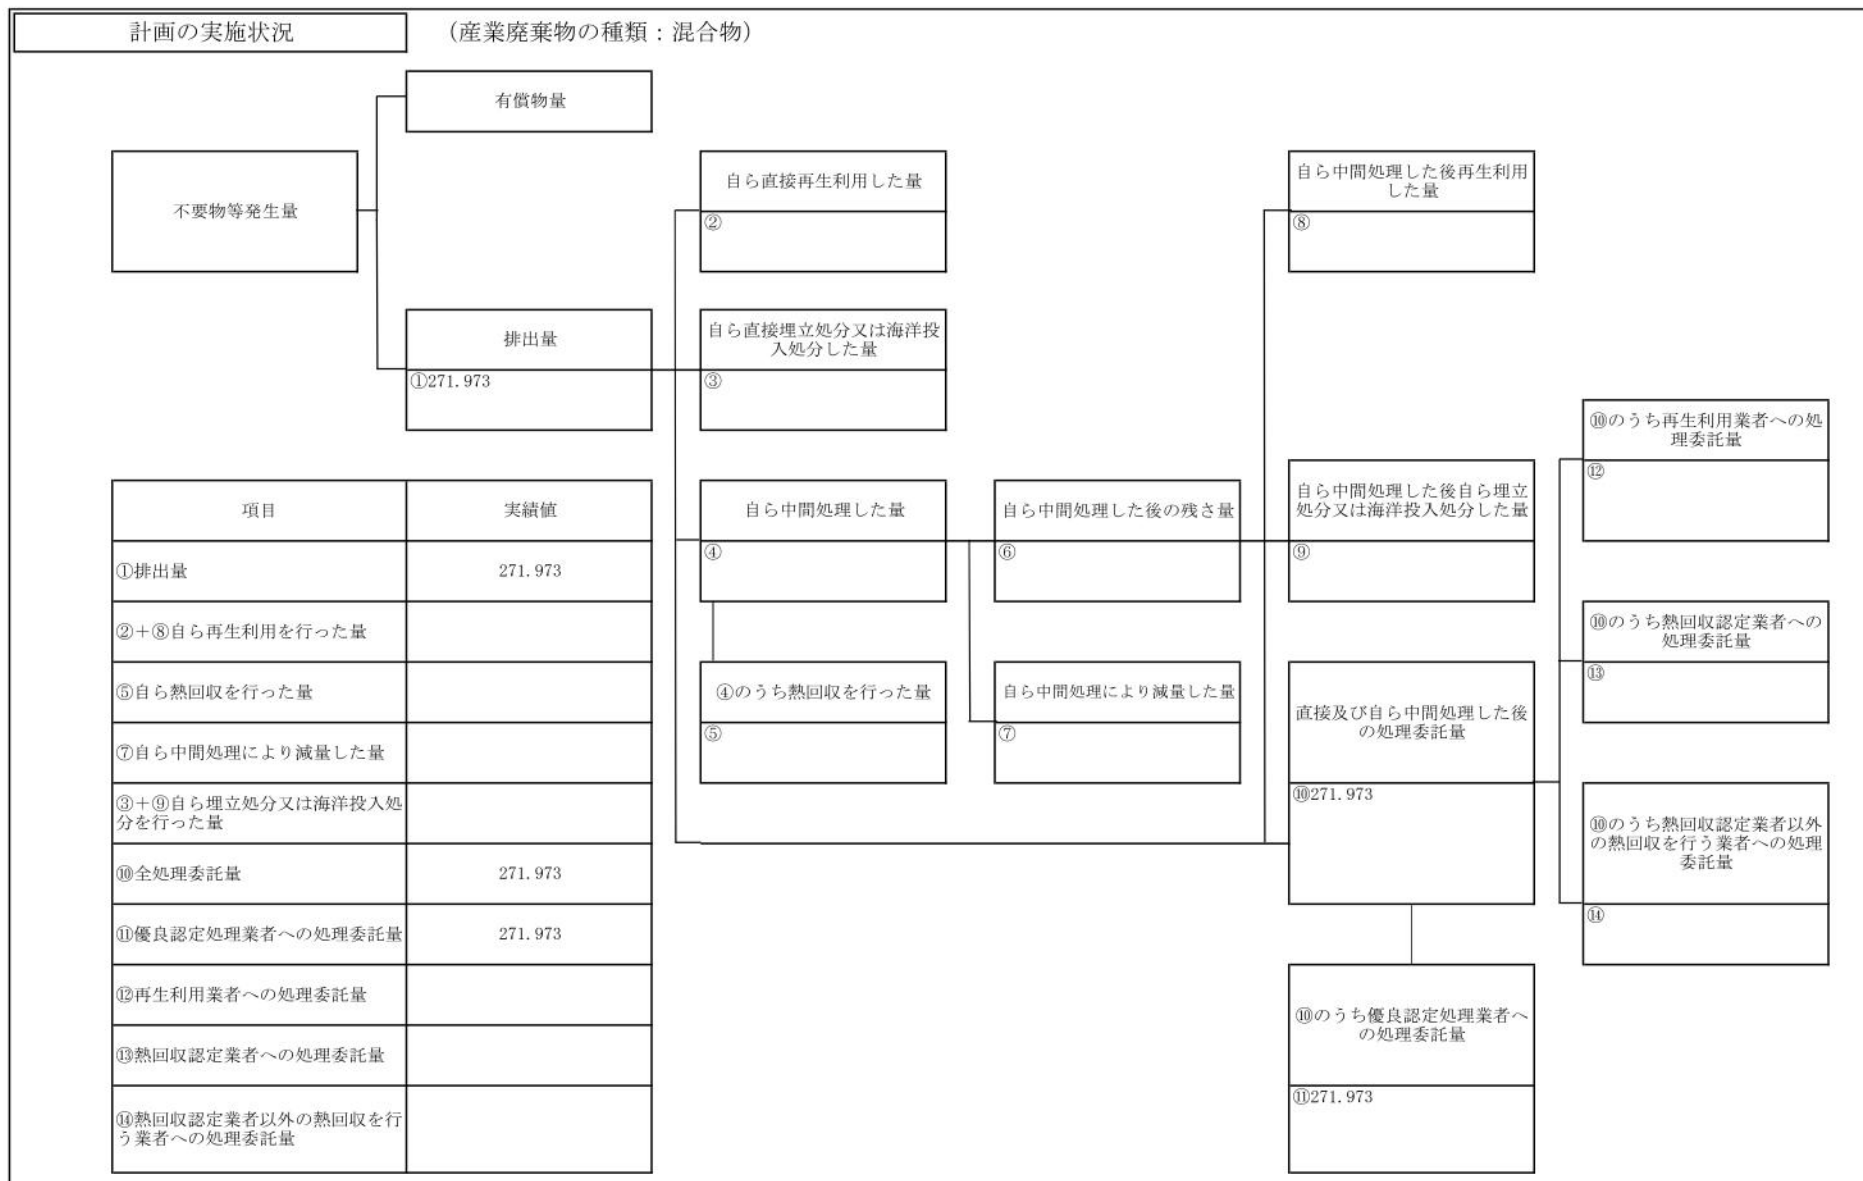 計画の実施状況
（産業廃棄物の種類：混合物）
有償物量
不要物等発生量
自ら直接再生利用した量
②
自ら中間処理した後再生利用
した量
⑧
排出量
①271.973
自ら直接埋立処分又は海洋投
入処分した量
③
⑩のうち再生利用業者への処
理委託量
⑫
項目
実績値
①排出量
271.973
②＋⑧自ら再生利用を行った量
⑤自ら熱回収を行った量
⑦自ら中間処理により減量した量
③＋⑨自ら埋立処分又は海洋投入処
分を行った量
⑩全処理委託量
271.973
⑪優良認定処理業者への処理委託量
271.973
⑫再生利用業者への処理委託量
⑬熱回収認定業者への処理委託量
⑭熱回収認定業者以外の熱回収を行
う業者への処理委託量
自ら中間処理した量
④
自ら中間処理した後の残さ量
⑥
自ら中間処理した後自ら埋立
処分又は海洋投入処分した量
⑨
④のうち熱回収を行った量
⑤
自ら中間処理により減量した量
⑦
直接及び自ら中間処理した後
の処理委託量
⑩271.973
⑩のうち熱回収認定業者への
処理委託量
⑬
⑩のうち熱回収認定業者以外
の熱回収を行う業者への処理
委託量
⑭
⑩のうち優良認定処理業者へ
の処理委託量
⑪271.973